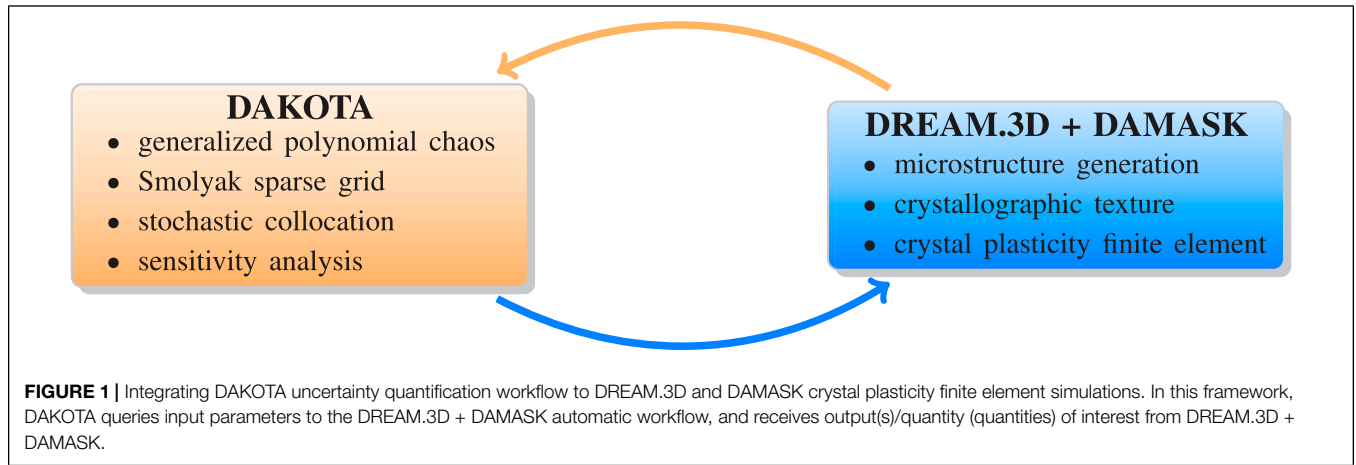 DAKOTA
• generalized polynomial chaos
• Smolyak sparse grid
• stochastic collocation
• sensitivity analysis
DREAM.3D + DAMASK
• microstructure generation
• crystallographic texture
• crystal plasticity finite element
FIGURE 1 | Integrating DAKOTA uncertainty quantification workflow to DREAM.3D and DAMASK crystal plasticity finite element simulations. In this framework,
DAKOTA queries input parameters to the DREAM.3D + DAMASK automatic workflow, and receives output(s)/quantity (quantities) of interest from DREAM.3D +
DAMASK.